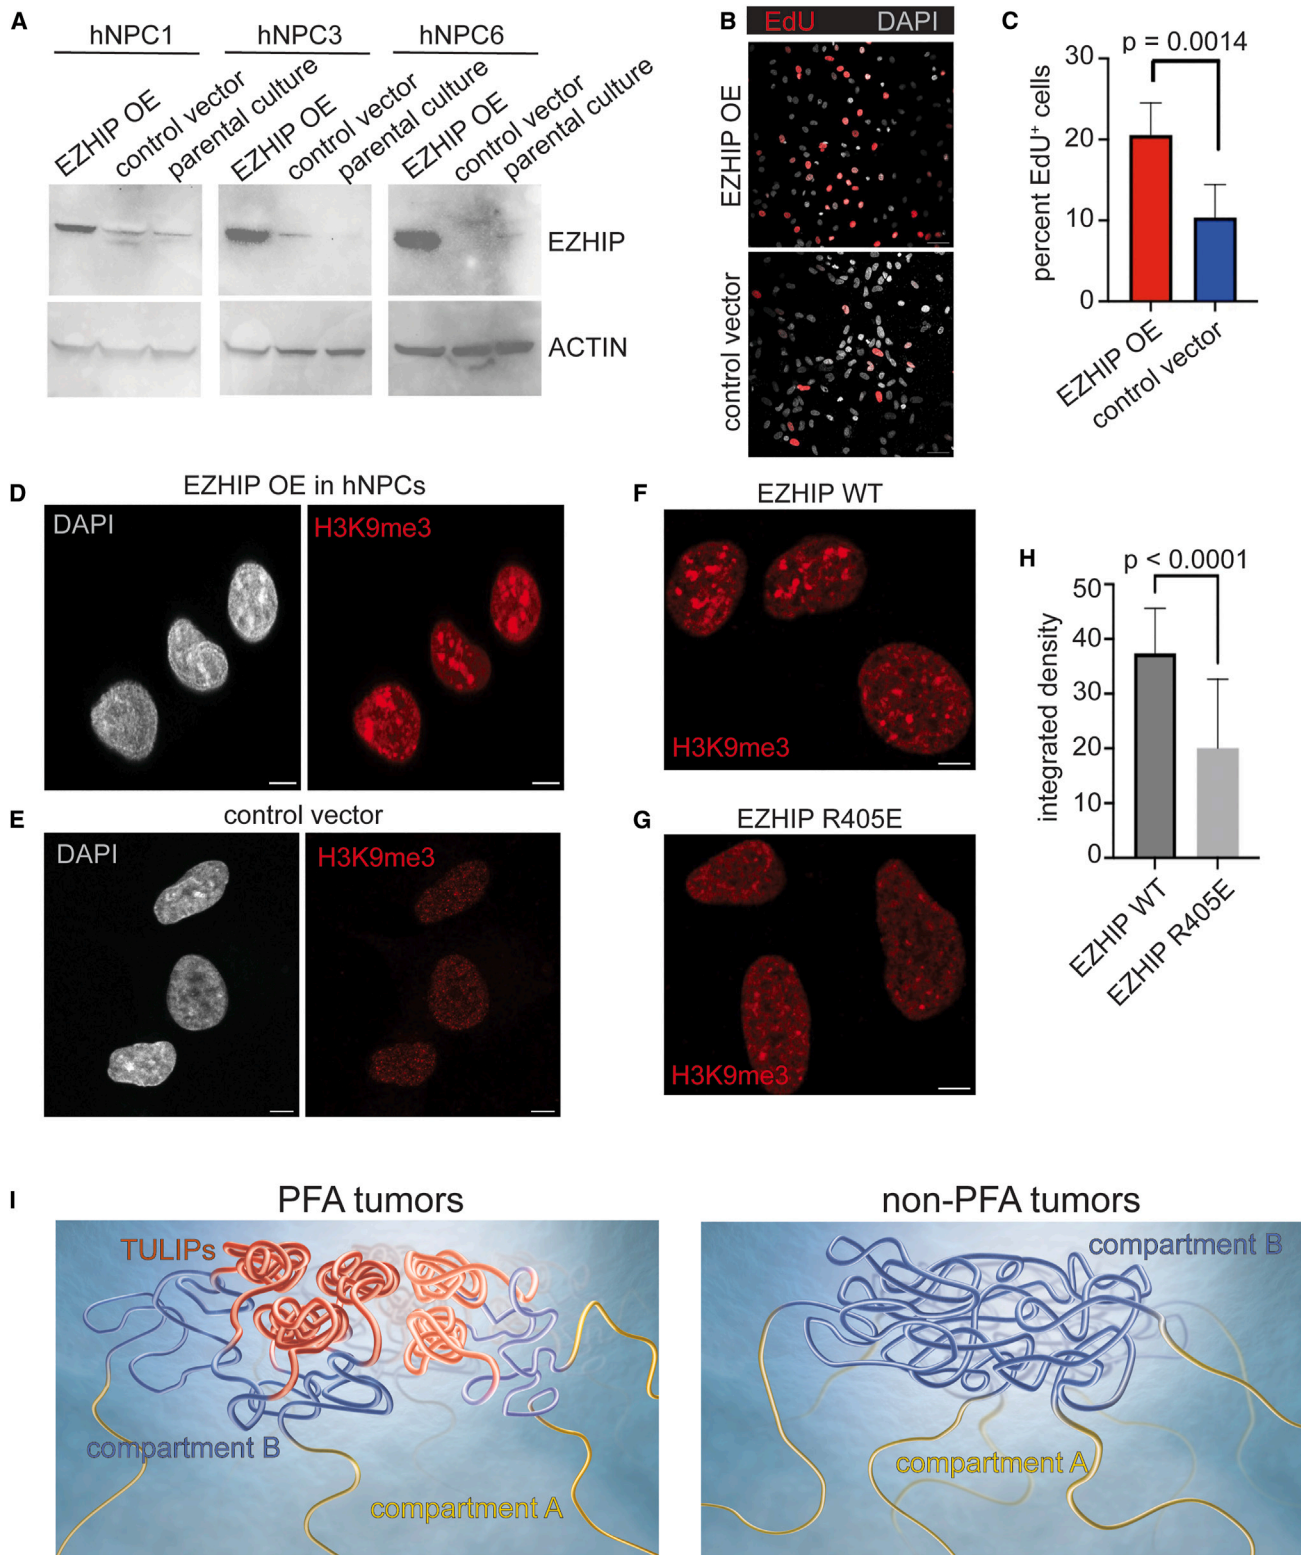 A
hNPC1
hNPC3
hNPC6
EZHIP OE
control vector
parental culture
EZHIP OE
control vector
parental culture
EZHIP OE
control vector
parental culture
EZHIP
ACTIN
B
EdU DAPI
EZHIP OE
control vector
C
p = 0.0014
percent EdU⁺ cells
30
20
10
0
EZHIP OE
control vector
D
EZHIP OE in hNPCs
DAPI
H3K9me3
E
control vector
DAPI
H3K9me3
F
EZHIP WT
H3K9me3
G
EZHIP R405E
H3K9me3
H
p < 0.0001
integrated density
50
40
30
20
10
0
EZHIP WT
EZHIP R405E
I
PFA tumors
TULIPs
compartment B
compartment A
non-PFA tumors
compartment B
compartment A